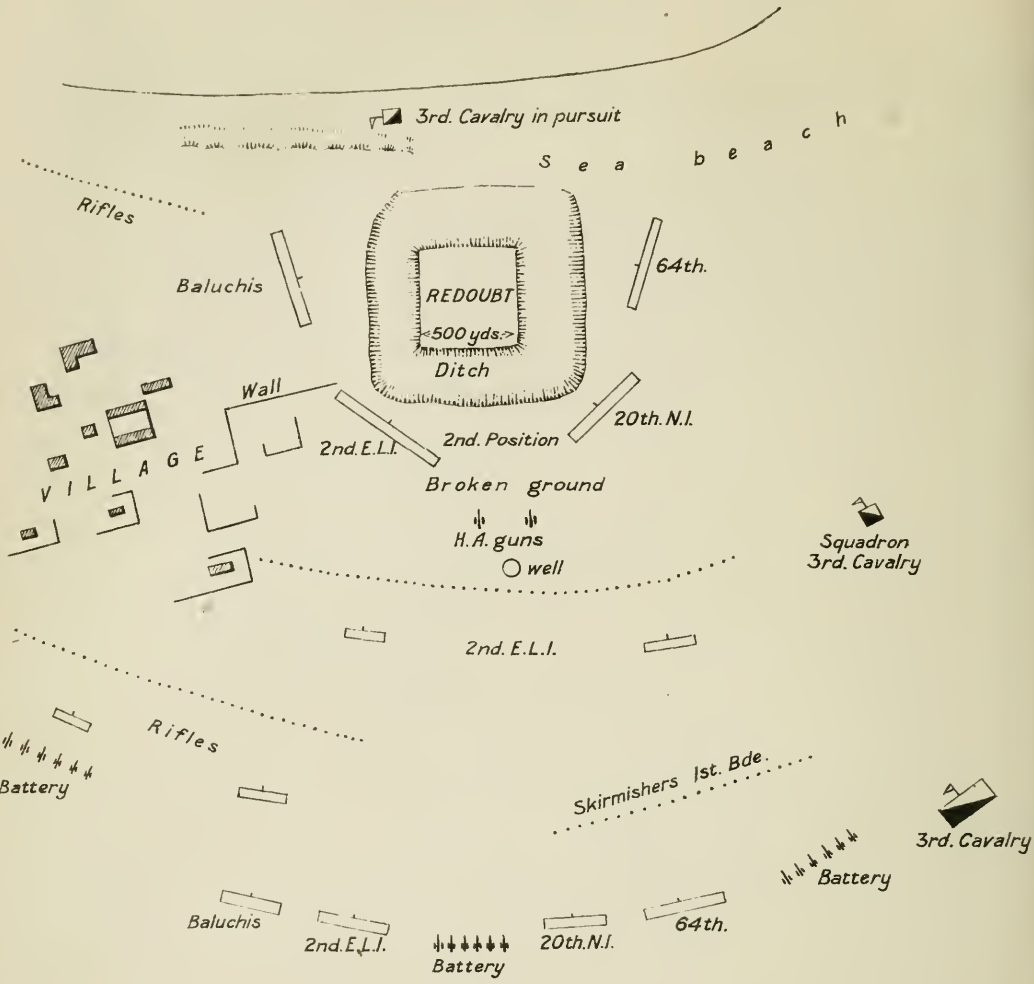 3rd. Cavalry in pursuit
Sea beach
Rifles
Baluchis
64th.
REDOUBT
<500 yds.>
Ditch
Wall
2nd. E.L.I.
2nd. Position
20th. N.I.
VILLAGE
Broken ground
H.A. guns
well
Squadron
3rd. Cavalry
2nd. E.L.I.
Rifles
Battery
Skirmishers 1st. Bde.
3rd. Cavalry
Battery
Baluchis
2nd. E.L.I.
Battery
20th. N.I.
64th.